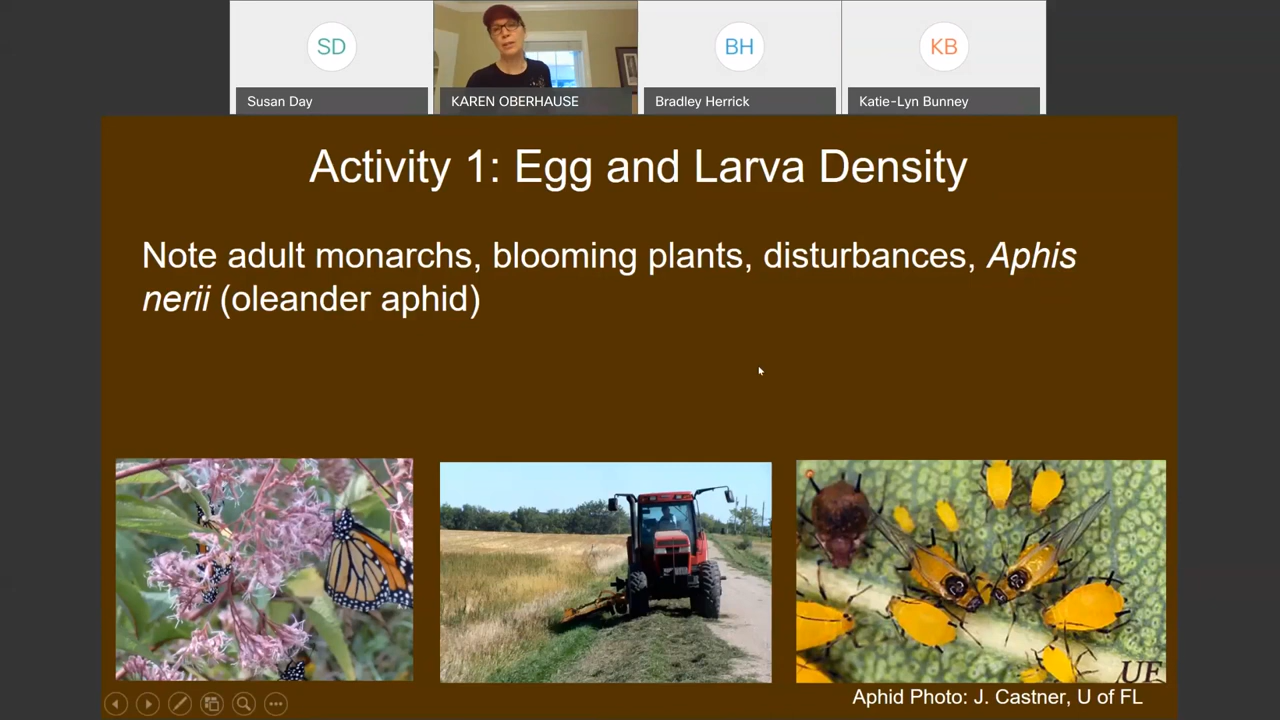 SD
BH
KB
Susan Day
KAREN OBERHAUSE
Bradley Herrick
Katie-Lyn Bunney
Activity 1: Egg and Larva Density
Note adult monarchs, blooming plants, disturbances, Aphis
nerii (oleander aphid)
UF
Aphid Photo: J. Castner, U of FL